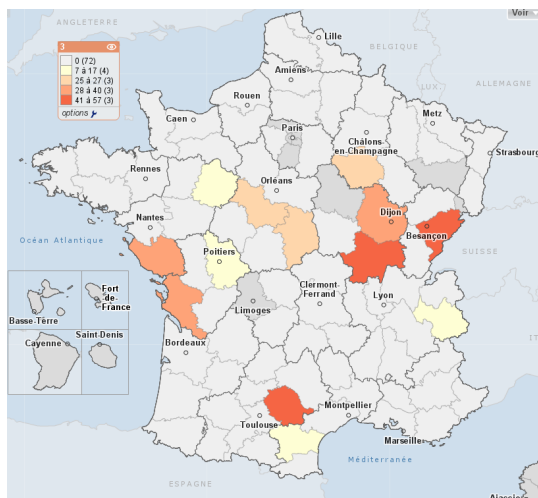 Voir
ANGLETERRE
BELGIQUE
LUX.
ALLEMAGNE
3
0 (72)
7 à 17 (4)
25 à 27 (3)
28 à 40 (3)
41 à 57 (3)
options
Lille
Amiens
Rouen
Caen
Paris
Metz
Châlons
en-Champagne
Strasbourg
Rennes
Orléans
Nantes
Dijon
Besançon
Océan Atlantique
SUISSE
Poitiers
Fort
de-
France
Basse-Terre
Clermont-
Ferrand
Lyon
Limoges
Cayenne
Saint-Denis
Bordeaux
Montpellier
Toulouse
Marseille
Méditerranée
ESPAGNE